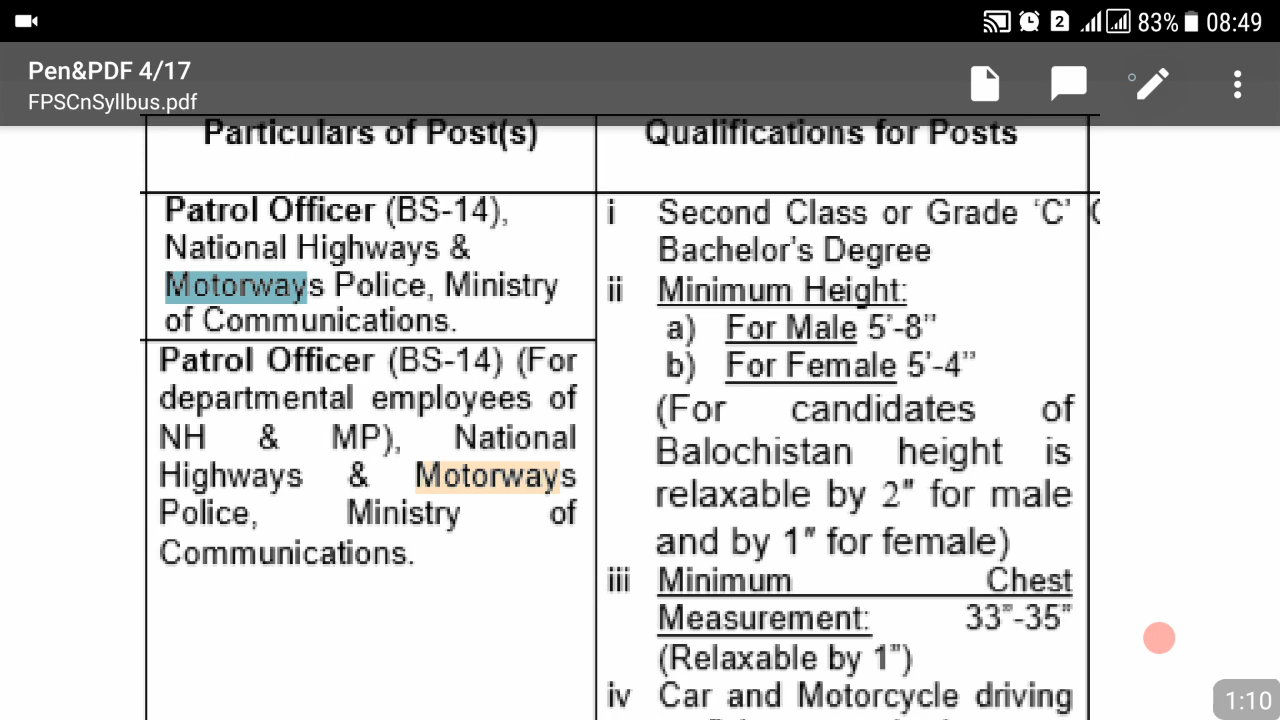 83% 08:49
Pen&PDF 4/17
FPSCnSyllbus.pdf
Particulars of Post(s)
Qualifications for Posts
Patrol Officer (BS-14),
National Highways &
Motorways Police, Ministry
of Communications.
Patrol Officer (BS-14) (For
departmental employees of
NH & MP), National
Highways & Motorways
Police, Ministry of
Communications.
i Second Class or Grade ‘C’
Bachelor’s Degree
ii Minimum Height:
a) For Male 5’-8”
b) For Female 5’-4”
(For candidates of
Balochistan height is
relaxable by 2″ for male
and by 1″ for female)
iii Minimum Chest
Measurement: 33”-35”
(Relaxable by 1”)
iv Car and Motorcycle driving
1:10